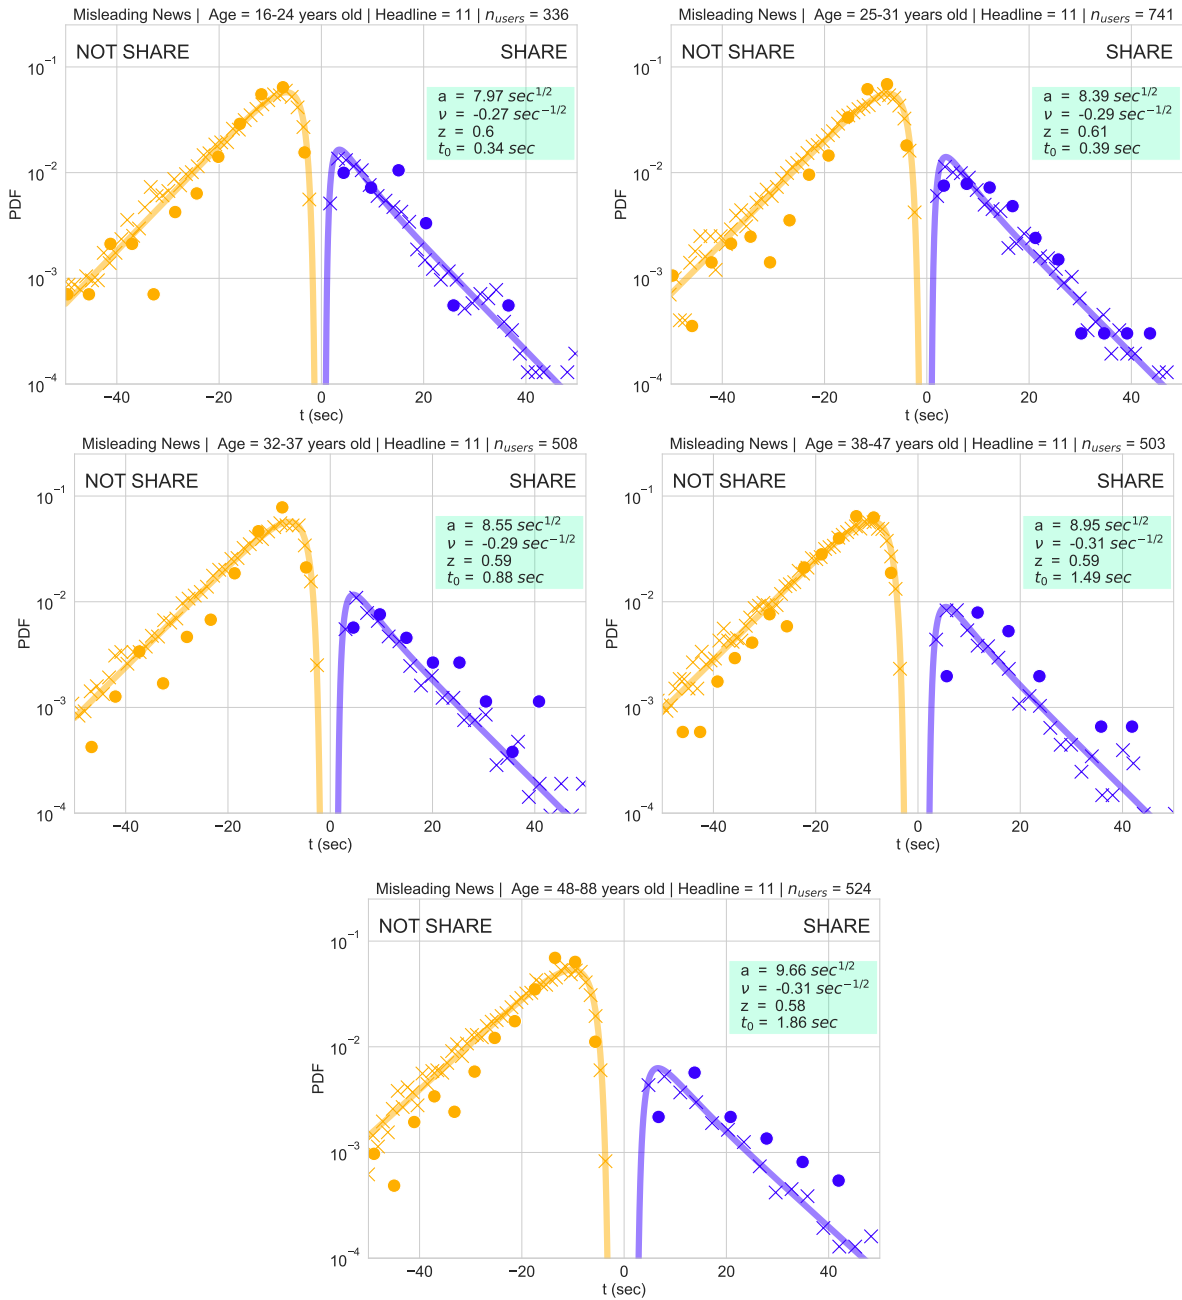 Misleading News | Age = 16-24 years old | Headline = 11 | n_users = 336
NOT SHARE
SHARE
a = 7.97 sec^{1/2}
ν = -0.27 sec^{−1/2}
z = 0.6
t_0 = 0.34 sec
10^{−1}
10^{−2}
10^{−3}
10^{−4}
PDF
−40 −20 0 20 40
t (sec)
Misleading News | Age = 25-31 years old | Headline = 11 | n_users = 741
NOT SHARE
SHARE
a = 8.39 sec^{1/2}
ν = -0.29 sec^{−1/2}
z = 0.61
t_0 = 0.39 sec
10^{−1}
10^{−2}
10^{−3}
10^{−4}
PDF
−40 −20 0 20 40
t (sec)
Misleading News | Age = 32-37 years old | Headline = 11 | n_users = 508
NOT SHARE
SHARE
a = 8.55 sec^{1/2}
ν = -0.29 sec^{−1/2}
z = 0.59
t_0 = 0.88 sec
10^{−1}
10^{−2}
10^{−3}
10^{−4}
PDF
−40 −20 0 20 40
t (sec)
Misleading News | Age = 38-47 years old | Headline = 11 | n_users = 503
NOT SHARE
SHARE
a = 8.95 sec^{1/2}
ν = -0.31 sec^{−1/2}
z = 0.59
t_0 = 1.49 sec
10^{−1}
10^{−2}
10^{−3}
10^{−4}
PDF
−40 −20 0 20 40
t (sec)
Misleading News | Age = 48-88 years old | Headline = 11 | n_users = 524
NOT SHARE
SHARE
a = 9.66 sec^{1/2}
ν = -0.31 sec^{−1/2}
z = 0.58
t_0 = 1.86 sec
10^{−1}
10^{−2}
10^{−3}
10^{−4}
PDF
−40 −20 0 20 40
t (sec)